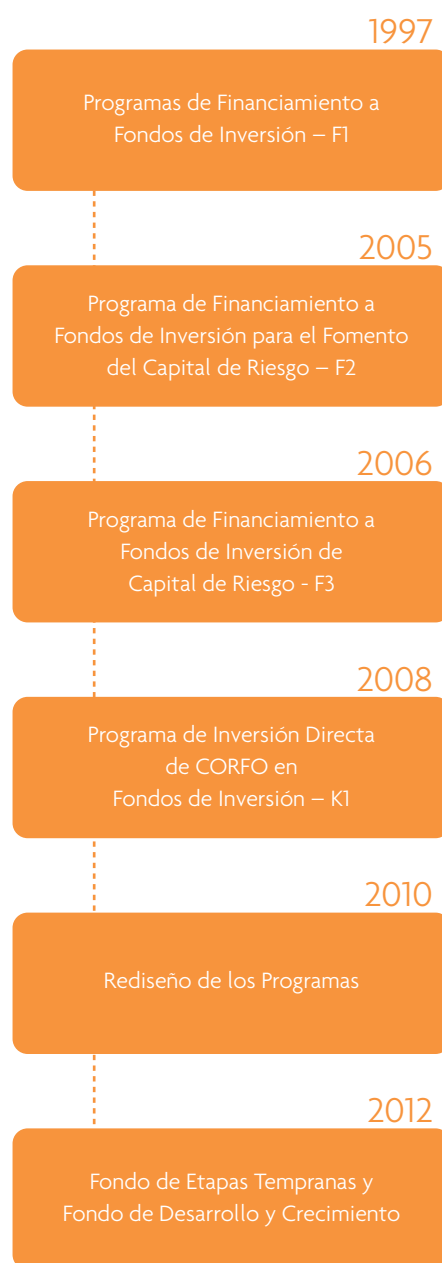 1997
Programas de Financiamiento a
Fondos de Inversión – F1
2005
Programa de Financiamiento a
Fondos de Inversión para el Fomento
del Capital de Riesgo – F2
2006
Programa de Financiamiento a
Fondos de Inversión de
Capital de Riesgo - F3
2008
Programa de Inversión Directa
de CORFO en
Fondos de Inversión – K1
2010
Rediseño de los Programas
2012
Fondo de Etapas Tempranas y
Fondo de Desarrollo y Crecimiento